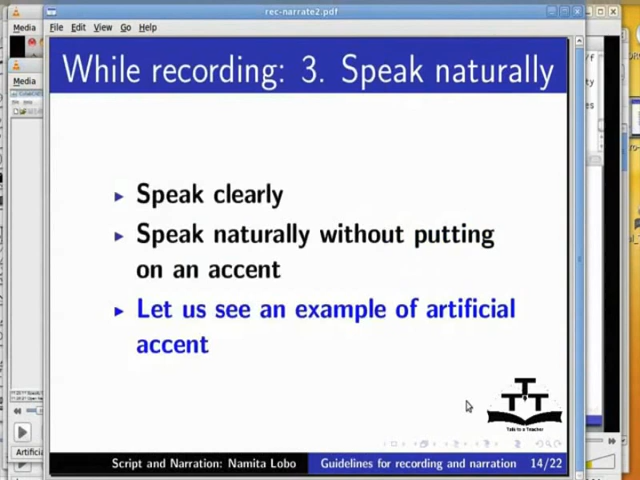 rec-narrate2.pdf
Media
File Edit View Go Help
Media
While recording: 3. Speak naturally
Speak clearly
Speak naturally without putting
on an accent
Let us see an example of artificial
accent
TTT
Talk to a Teacher
Script and Narration: Namita Lobo Guidelines for recording and narration 14/22
Artificia